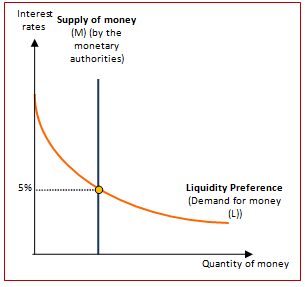 Interest
rates
Supply of money
(M) (by the
monetary
authorities)
5%
Liquidity Preference
(Demand for money
(L))
Quantity of money